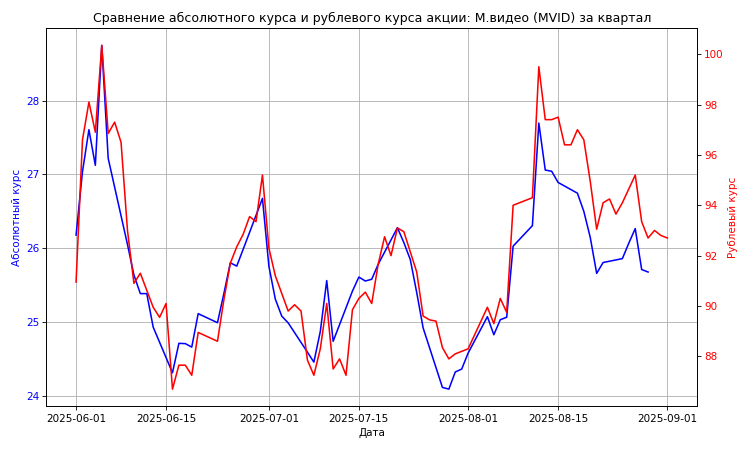 Сравнение абсолютного курса и рублевого курса акции: М.видео (MVID) за квартал
Абсолютный курс
28
27
26
25
24
100
98
96
94
92
90
88
Рублевый курс
2025-06-01 2025-06-15 2025-07-01 2025-07-15 2025-08-01 2025-08-15 2025-09-01
Дата